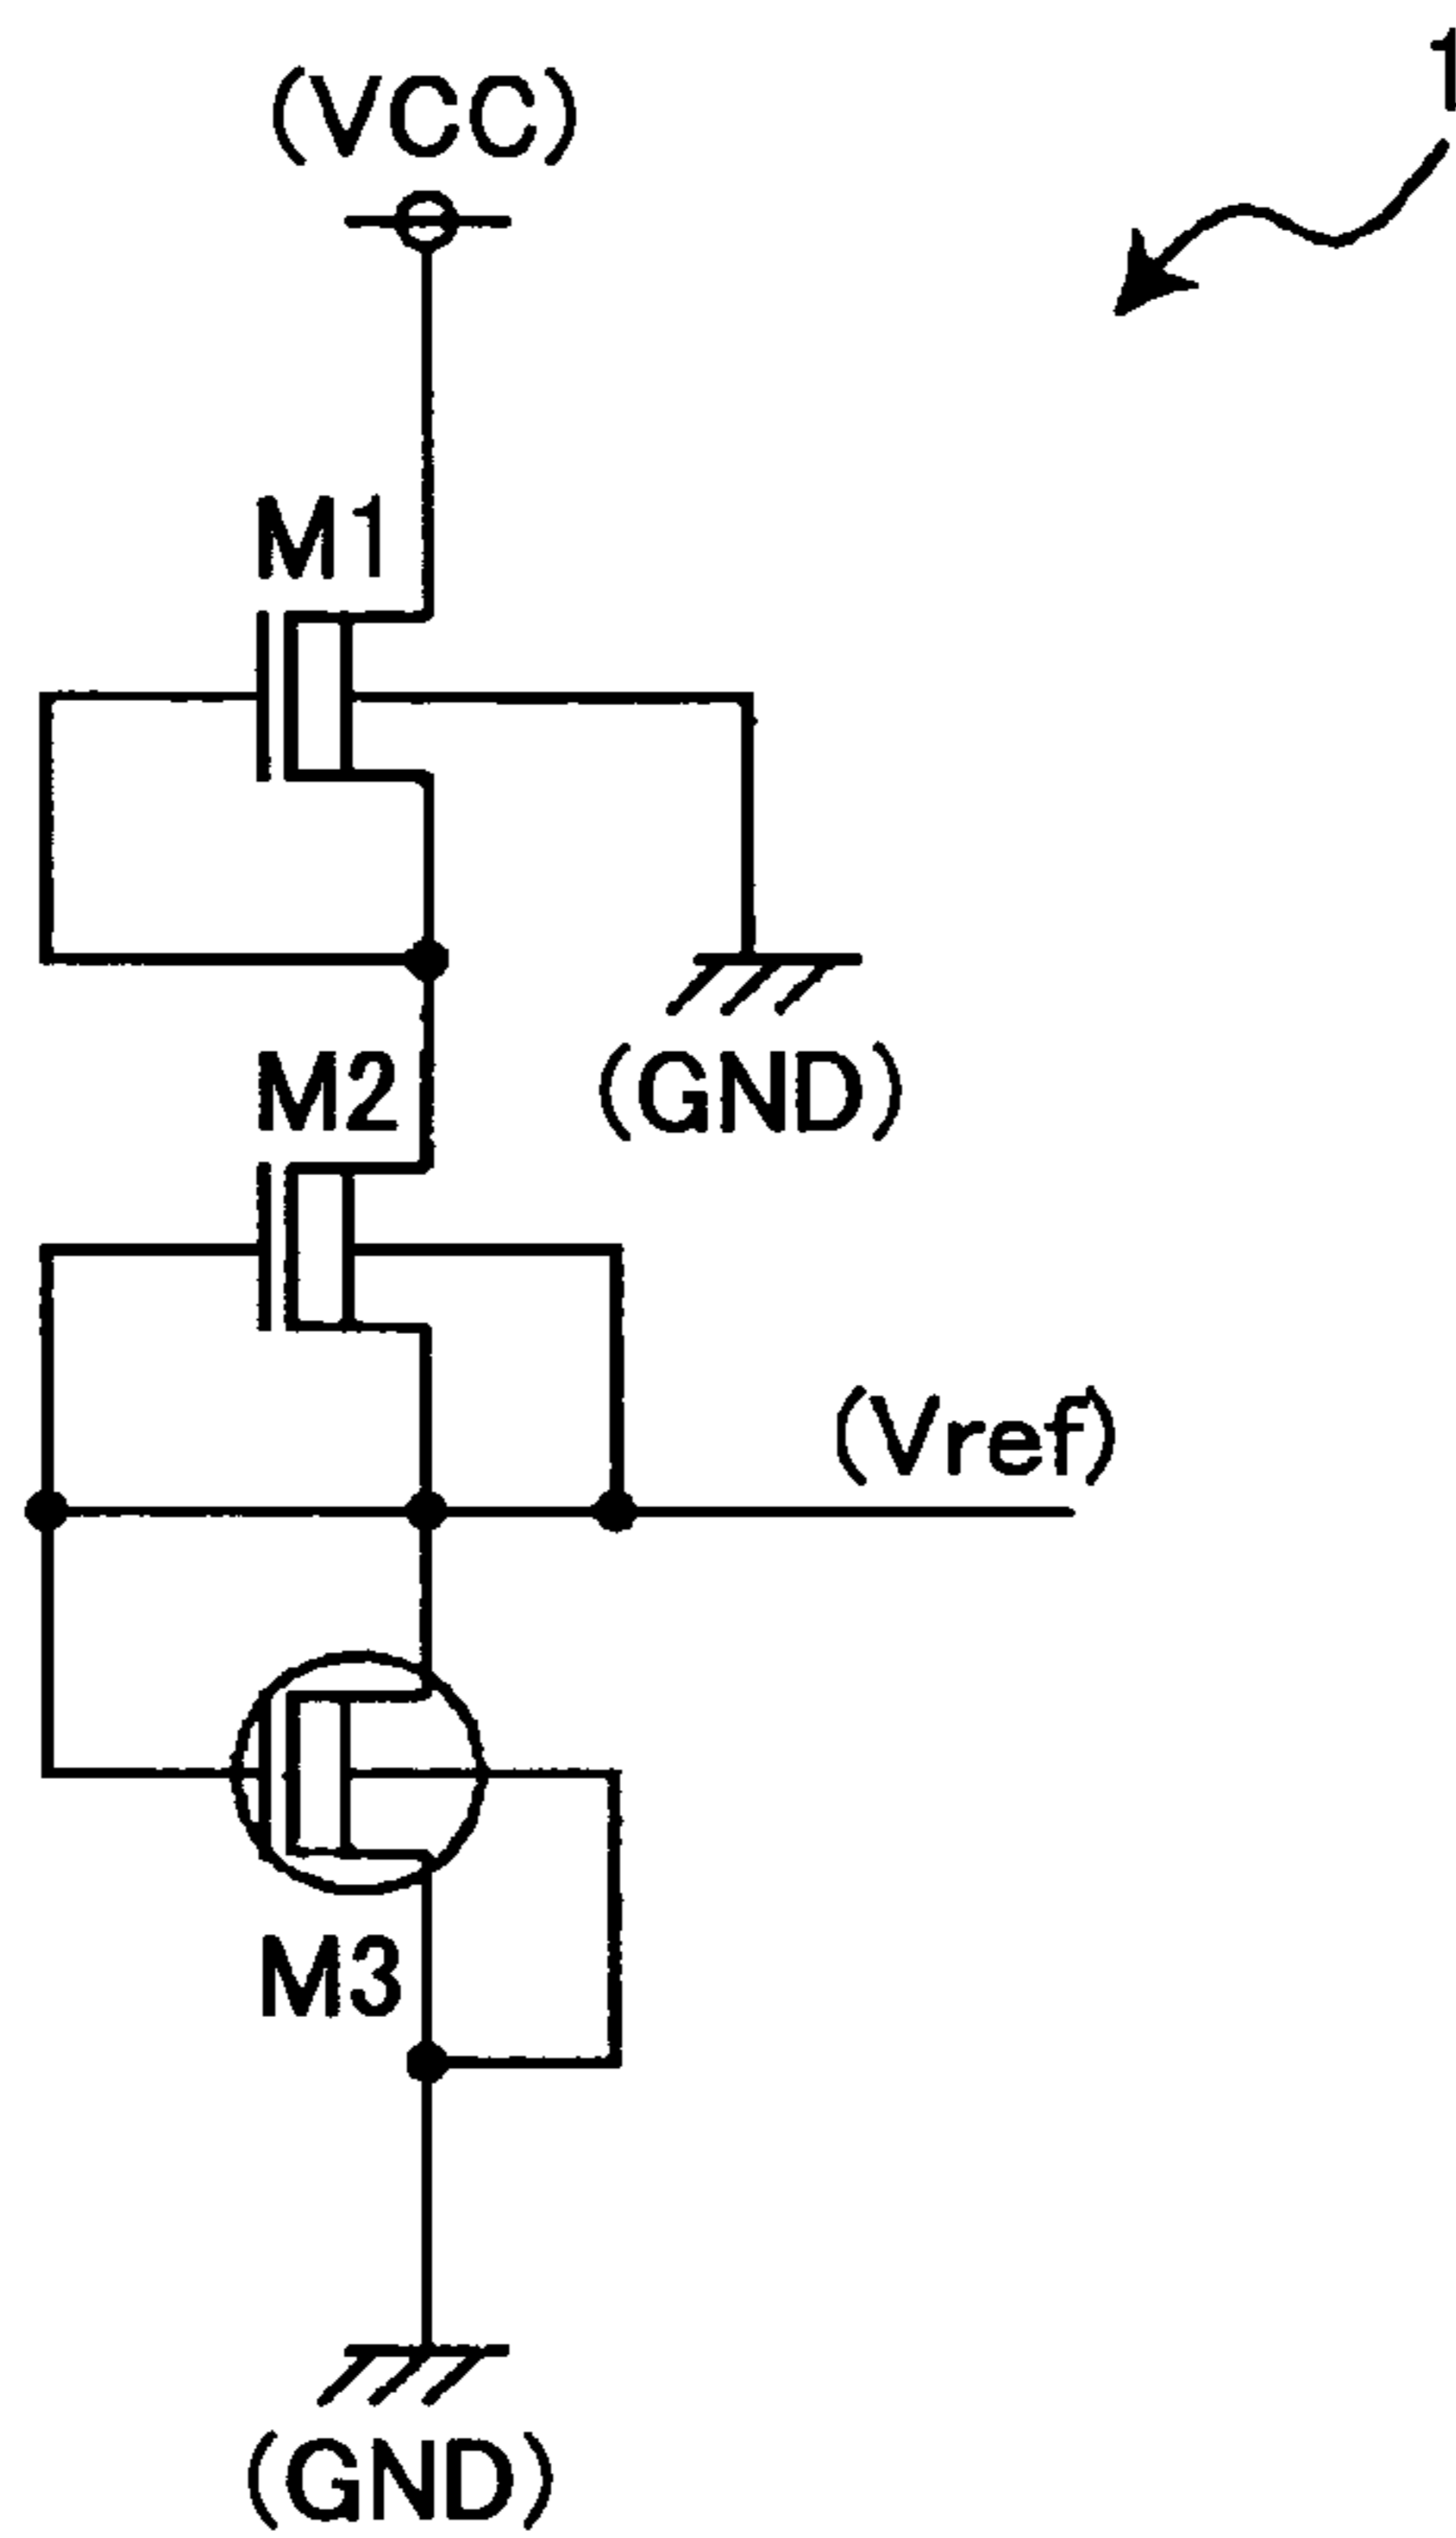 1
(VCC)
M1
M2
(GND)
(Vref)
M3
(GND)